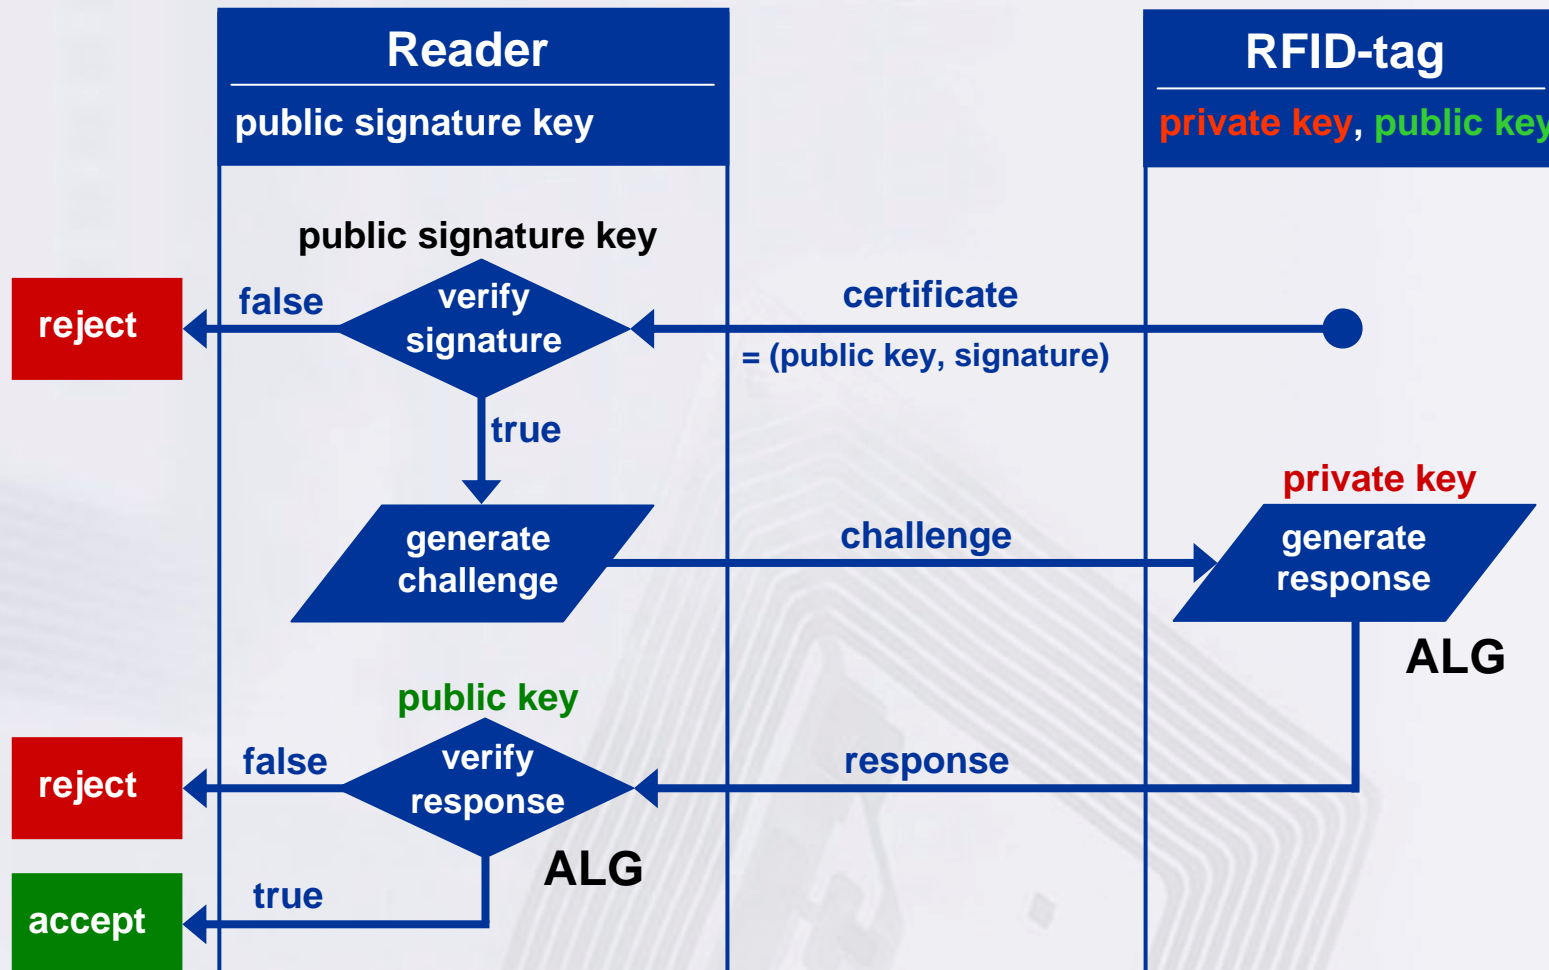 Reader
public signature key
RFID-tag
private key, public key
public signature key
verify
signature
false
reject
certificate
= (public key, signature)
true
generate
challenge
challenge
private key
generate
response
ALG
public key
verify
response
false
reject
response
ALG
true
accept